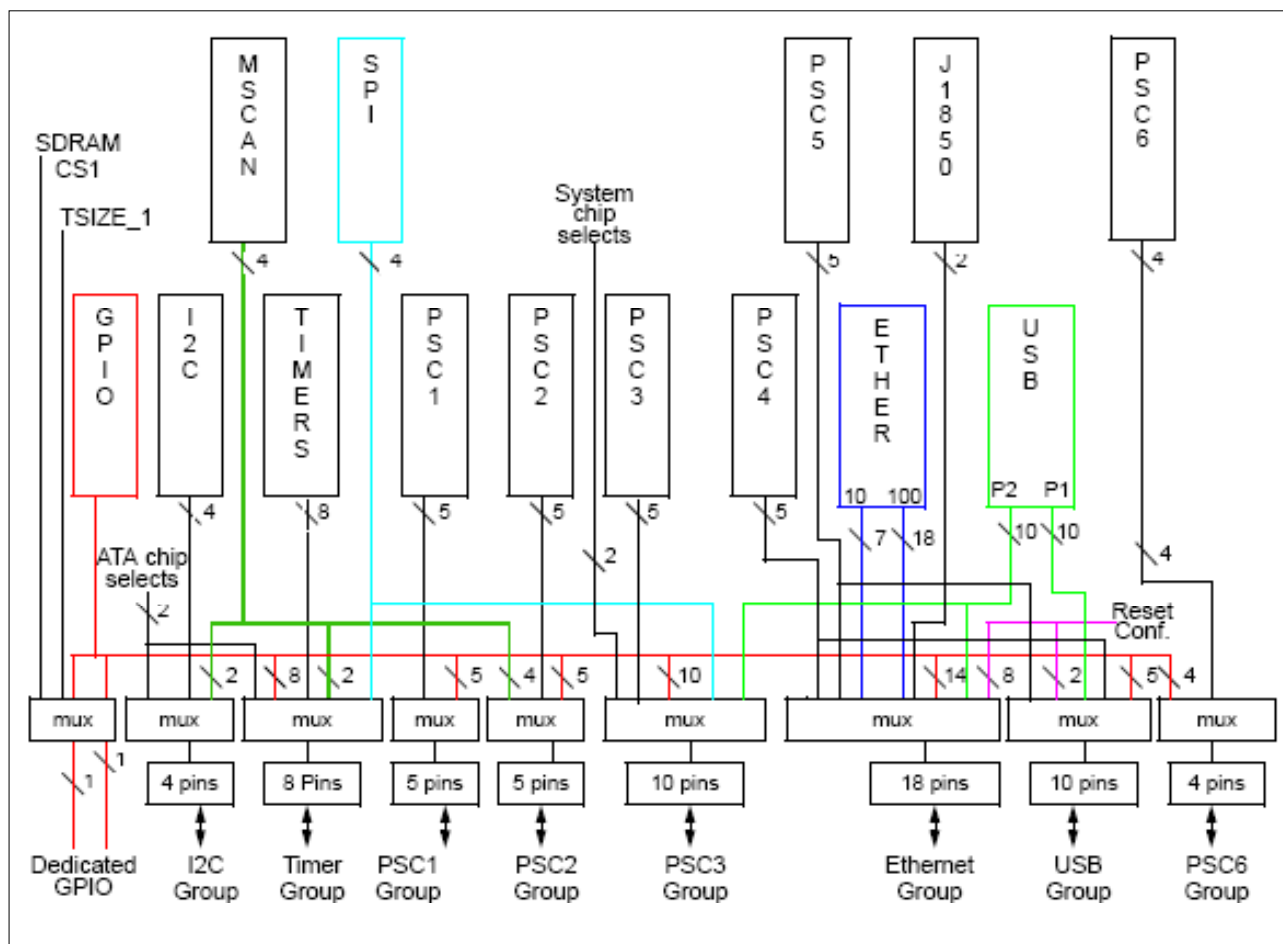 MSCAN
SPI
PSC5
J1850
PSC6
SDRAM
CS1
TSIZE_1
System
chip
selects
4
4
5
2
4
GPIO
I2C
TIMERS
PSC1
PSC2
PSC3
PSC4
ETHER
USB
10 100
P2 P1
4
8
5
5
5
5
7
18
10
10
4
2
ATA chip
selects
2
Reset
Conf.
2
8
2
5
4
5
10
14
8
2
5
4
mux
mux
mux
mux
mux
mux
mux
mux
mux
1
1
4 pins
8 Pins
5 pins
5 pins
10 pins
18 pins
10 pins
4 pins
Dedicated
GPIO
I2C
Group
Timer
Group
PSC1
Group
PSC2
Group
PSC3
Group
Ethernet
Group
USB
Group
PSC6
Group